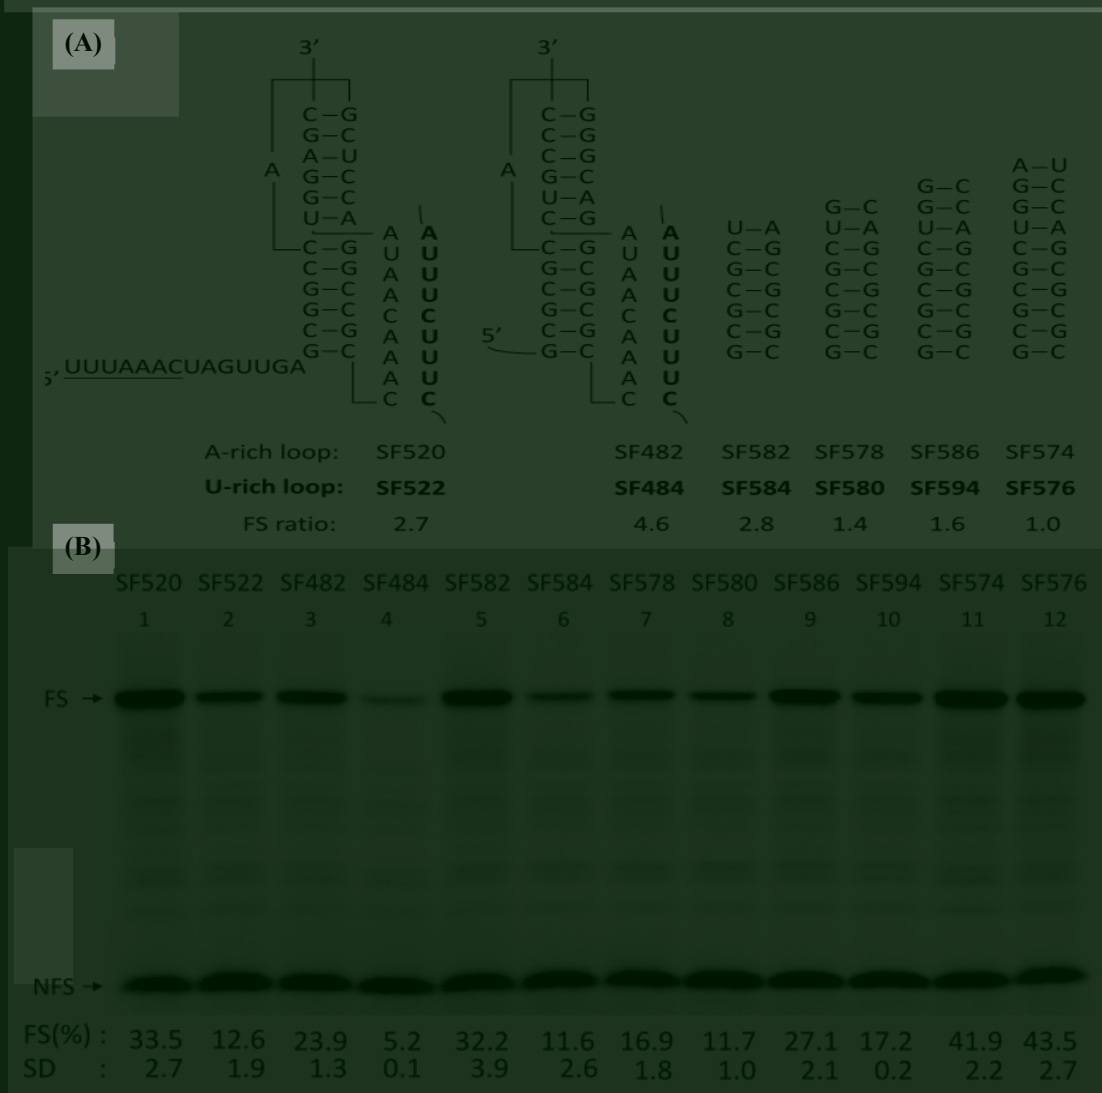 (A)
3′ 3′
C–G C–G
G–C C–G
A–U C–G A–U
A G–C A G–C G–C G–C
G–C U–A G–C G–C G–C
U–A C–G U–A U–A U–A U–A
A A A A
C–G U U C–G U U C–G C–G C–G C–G
C–G A U G–C A U G–C G–C G–C G–C
G–C A U C–G A U C–G C–G C–G C–G
G–C C C G–C C C G–C G–C G–C G–C
C–G A U 5′ C–G A U C–G C–G C–G C–G
G–C A U G–C A U G–C G–C G–C G–C
5′ UUUAAACUAGUUGA A U A U
C C C C
A-rich loop: SF520 SF482 SF582 SF578 SF586 SF574
U-rich loop: SF522 SF484 SF584 SF580 SF594 SF576
FS ratio: 2.7 4.6 2.8 1.4 1.6 1.0
(B)
SF520 SF522 SF482 SF484 SF582 SF584 SF578 SF580 SF586 SF594 SF574 SF576
1 2 3 4 5 6 7 8 9 10 11 12
FS →
NFS →
FS(%) : 33.5 12.6 23.9 5.2 32.2 11.6 16.9 11.7 27.1 17.2 41.9 43.5
SD : 2.7 1.9 1.3 0.1 3.9 2.6 1.8 1.0 2.1 0.2 2.2 2.7